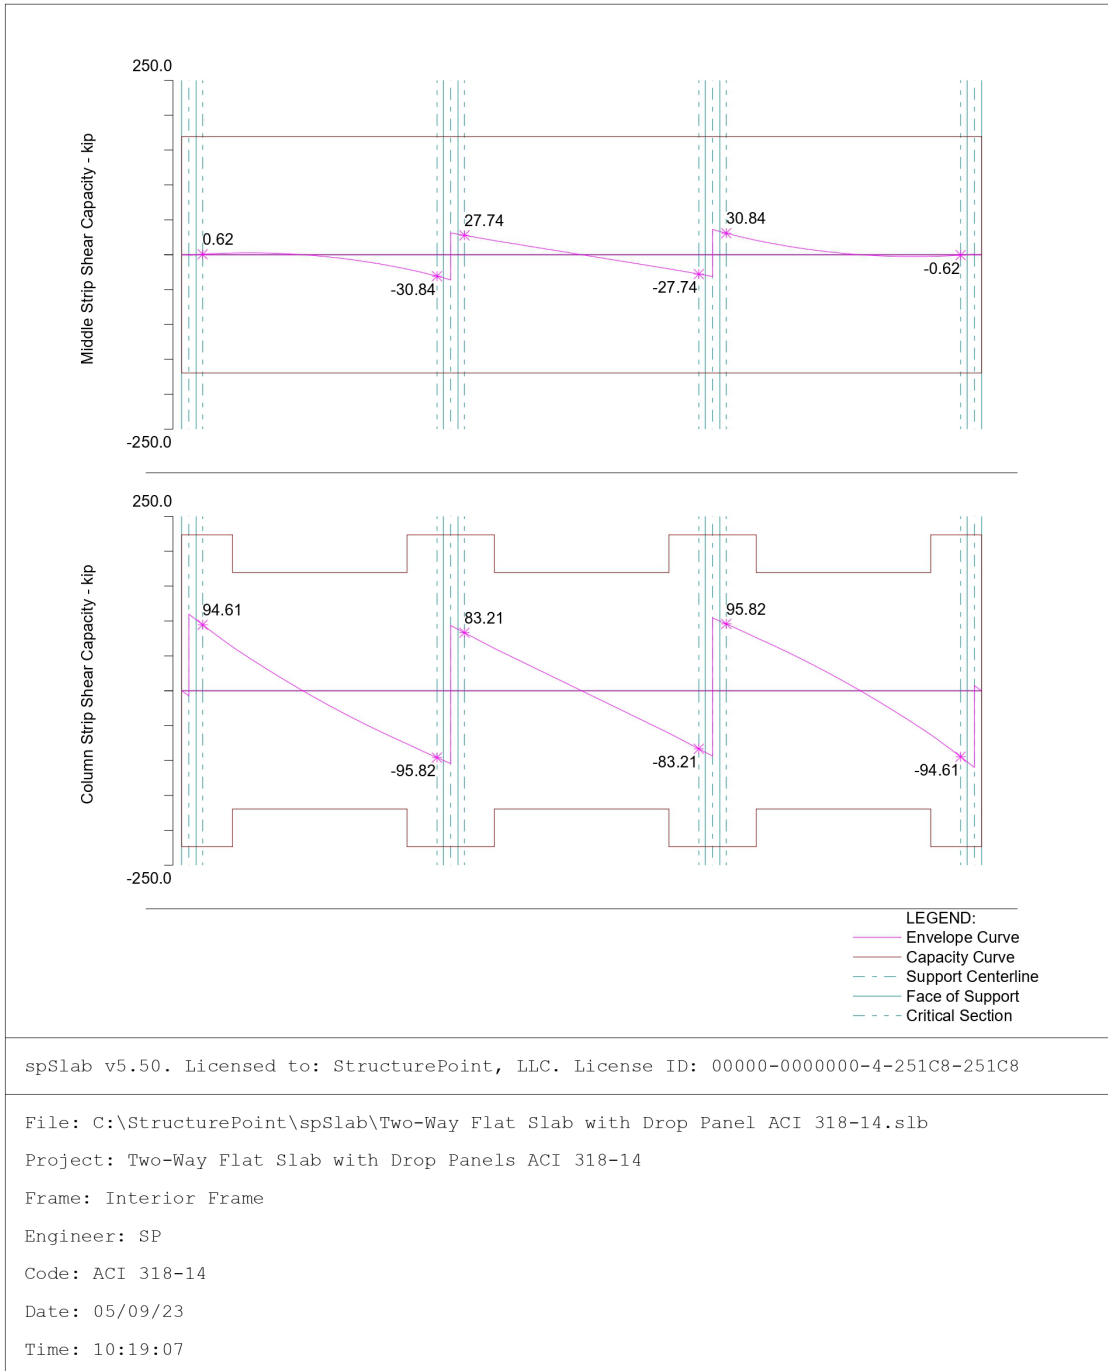 250.0
Middle Strip Shear Capacity - kip
0.62
-30.84
27.74
-27.74
30.84
-0.62
-250.0
250.0
Column Strip Shear Capacity - kip
94.61
-95.82
83.21
-83.21
95.82
-94.61
-250.0
LEGEND:
Envelope Curve
Capacity Curve
Support Centerline
Face of Support
Critical Section
spSlab v5.50. Licensed to: StructurePoint, LLC. License ID: 00000-0000000-4-251C8-251C8
File: C:\StructurePoint\spSlab\Two-Way Flat Slab with Drop Panel ACI 318-14.slb
Project: Two-Way Flat Slab with Drop Panels ACI 318-14
Frame: Interior Frame
Engineer: SP
Code: ACI 318-14
Date: 05/09/23
Time: 10:19:07